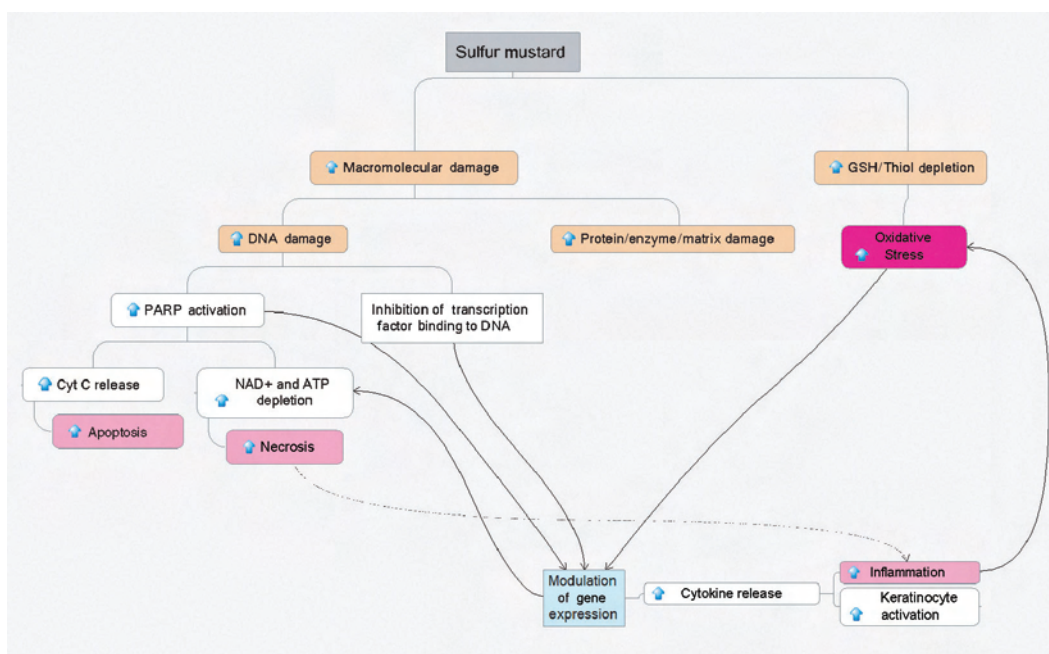 Sulfur mustard
Macromolecular damage
GSH/Thiol depletion
DNA damage
Protein/enzyme/matrix damage
Oxidative
Stress
PARP activation
Inhibition of transcription
factor binding to DNA
Cyt C release
NAD+ and ATP
depletion
Apoptosis
Necrosis
Modulation
of gene
expression
Cytokine release
Inflammation
Keratinocyte
activation